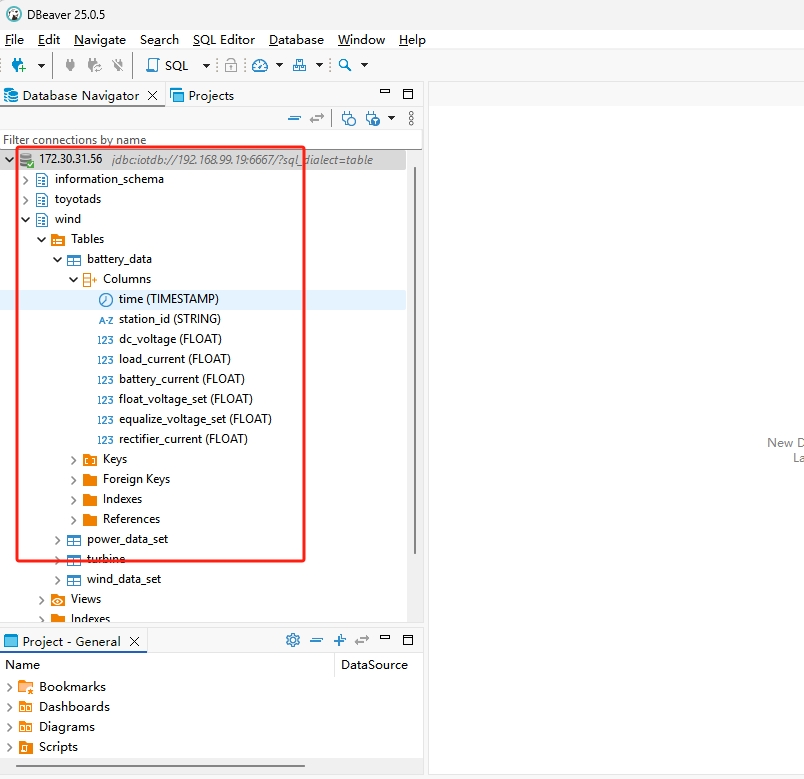 DBeaver 25.0.5
File Edit Navigate Search SQL Editor Database Window Help
SQL
Database Navigator Projects
Filter connections by name
172.30.31.56 jdbc:iotdb://192.168.99.19:6667/?sql_dialect=table
information_schema
toyotads
wind
Tables
battery_data
Columns
time (TIMESTAMP)
A-Z station_id (STRING)
123 dc_voltage (FLOAT)
123 load_current (FLOAT)
123 battery_current (FLOAT)
123 float_voltage_set (FLOAT)
123 equalize_voltage_set (FLOAT)
123 rectifier_current (FLOAT)
Keys
Foreign Keys
Indexes
References
power_data_set
turbine
wind_data_set
Views
Indexes
New D
La
Project - General
Name DataSource
Bookmarks
Dashboards
Diagrams
Scripts